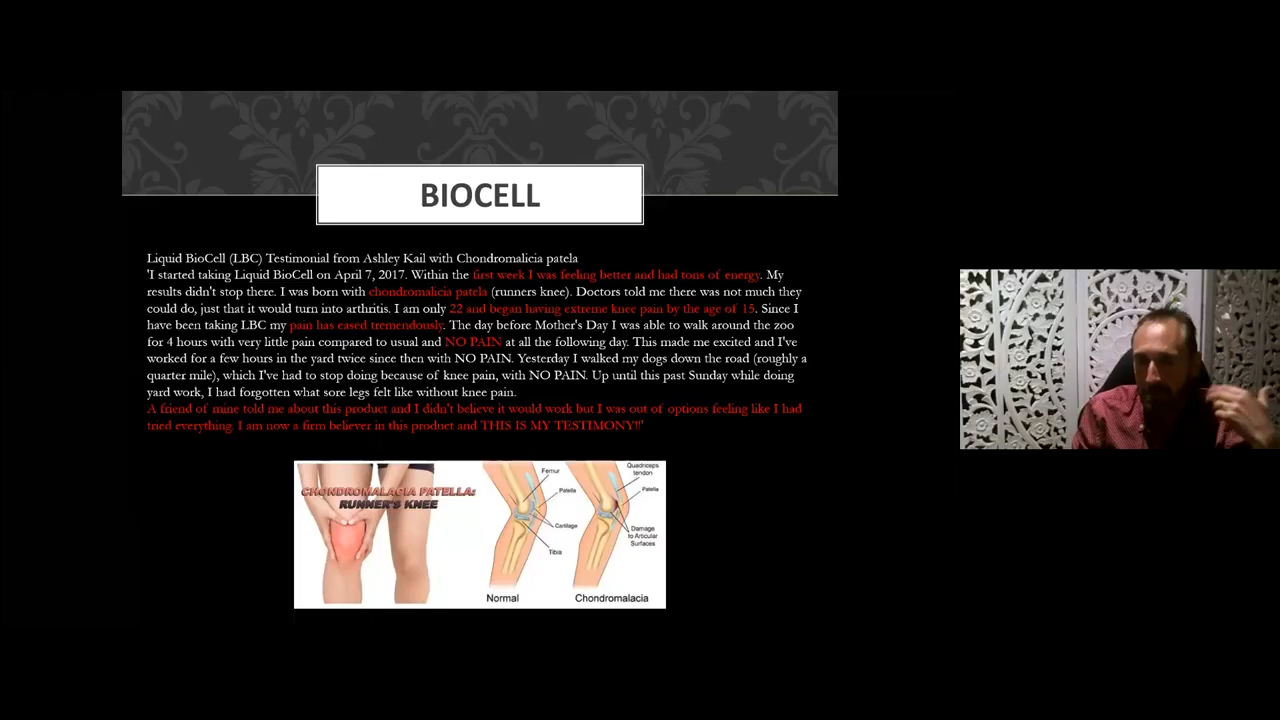 BIOCELL
Liquid BioCell (LBC) Testimonial from Ashley Kail with Chondromalicia patela
'I started taking Liquid BioCell on April 7, 2017. Within the first week I was feeling better and had tons of energy. My
results didn't stop there. I was born with chondromalicia patela (runners knee). Doctors told me there was not much they
could do, just that it would turn into arthritis. I am only 22 and began having extreme knee pain by the age of 15. Since I
have been taking LBC my pain has eased tremendously. The day before Mother's Day I was able to walk around the zoo
for 4 hours with very little pain compared to usual and NO PAIN at all the following day. This made me excited and I've
worked for a few hours in the yard twice since then with NO PAIN. Yesterday I walked my dogs down the road (roughly a
quarter mile), which I've had to stop doing because of knee pain, with NO PAIN. Up until this past Sunday while doing
yard work, I had forgotten what sore legs felt like without knee pain.
A friend of mine told me about this product and I didn't believe it would work but I was out of options feeling like I had
tried everything. I am now a firm believer in this product and THIS IS MY TESTIMONY!!'
CHONDROMALACIA PATELLA:
RUNNER'S KNEE
Femur
Patella
Cartilage
Tibia
Normal
Quadriceps
tendon
Patella
Damage
to Articular
Surfaces
Chondromalacia